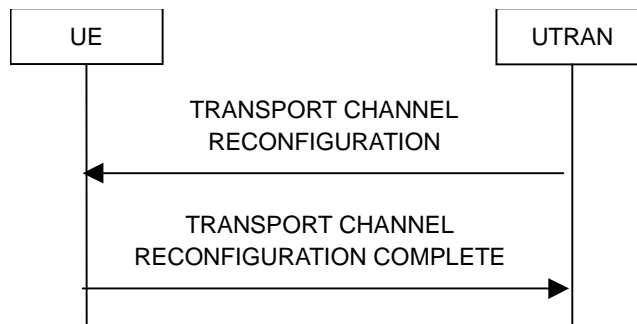 UE
UTRAN
TRANSPORT CHANNEL
RECONFIGURATION
TRANSPORT CHANNEL
RECONFIGURATION COMPLETE